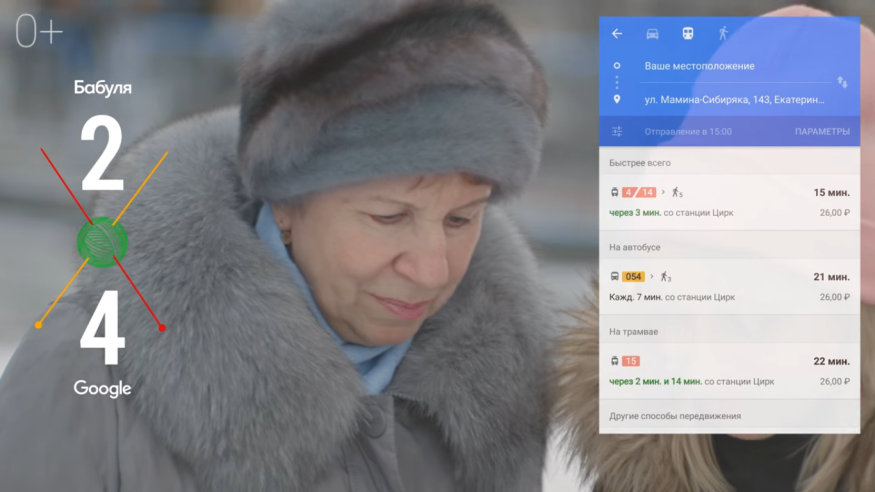 0+
Бабуля
2
4
Google
Ваше местоположение
ул. Мамина-Сибиряка, 143, Екатерин...
Отправление в 15:00 ПАРАМЕТРЫ
Быстрее всего
4 / 14 > 5 15 мин.
через 3 мин. со станции Цирк 26,00 ₽
На автобусе
054 > 3 21 мин.
Кажд. 7 мин. со станции Цирк 26,00 ₽
На трамвае
15 22 мин.
через 2 мин. и 14 мин. со станции Цирк 26,00 ₽
Другие способы передвижения